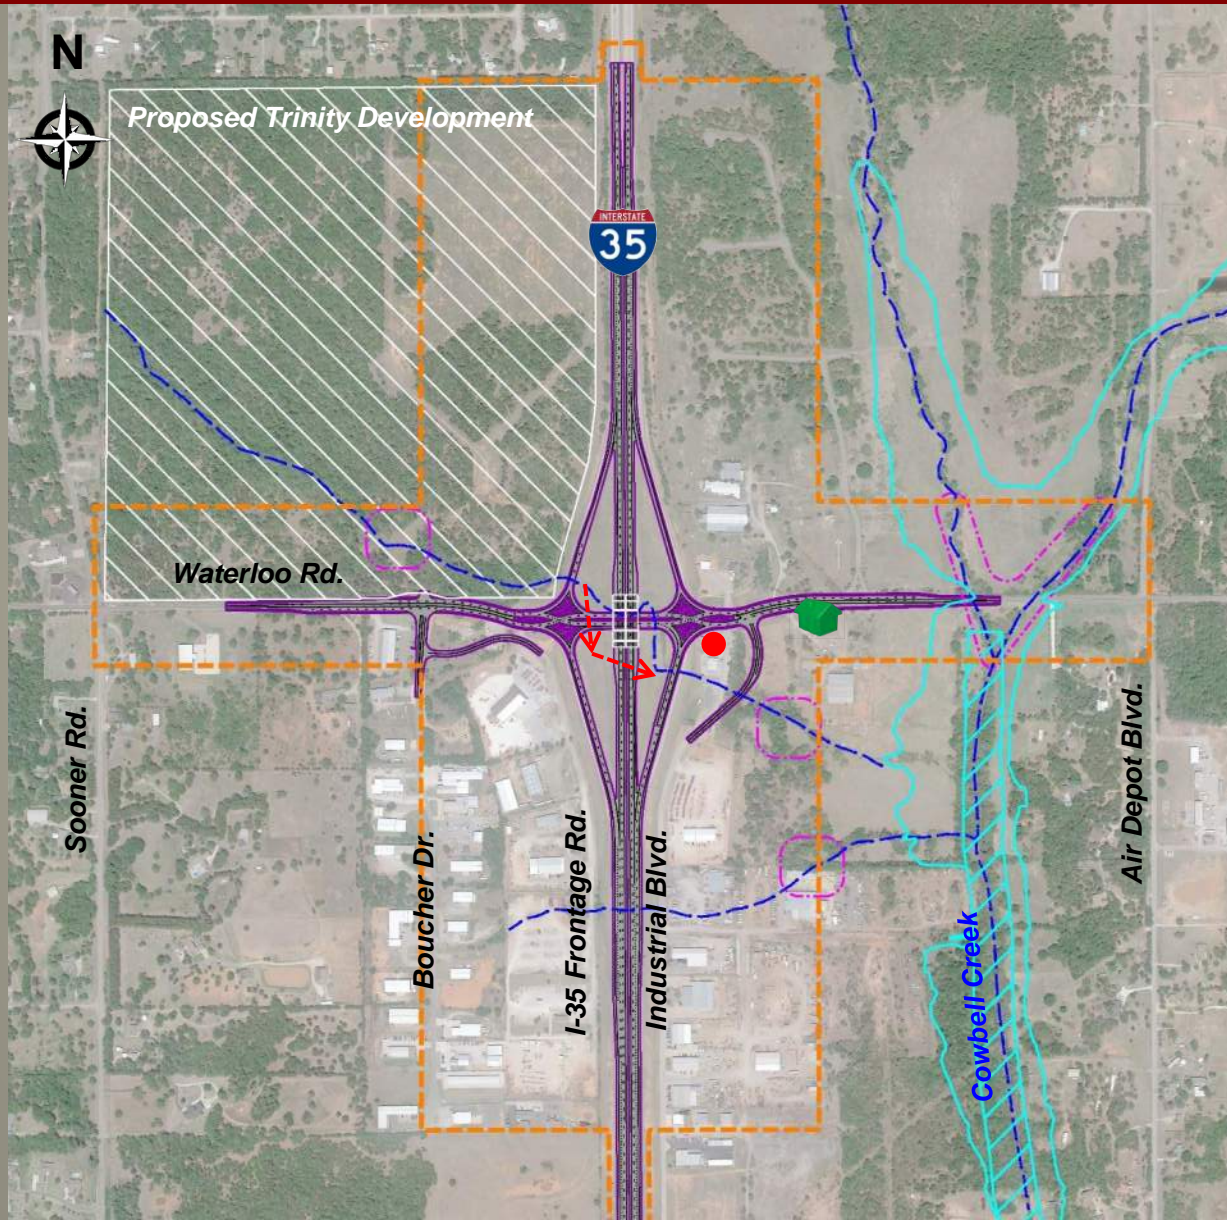 N
Proposed Trinity Development
INTERSTATE
35
Waterloo Rd.
Sooner Rd.
Boucher Dr.
I-35 Frontage Rd.
Industrial Blvd.
Cowbell Creek
Air Depot Blvd.